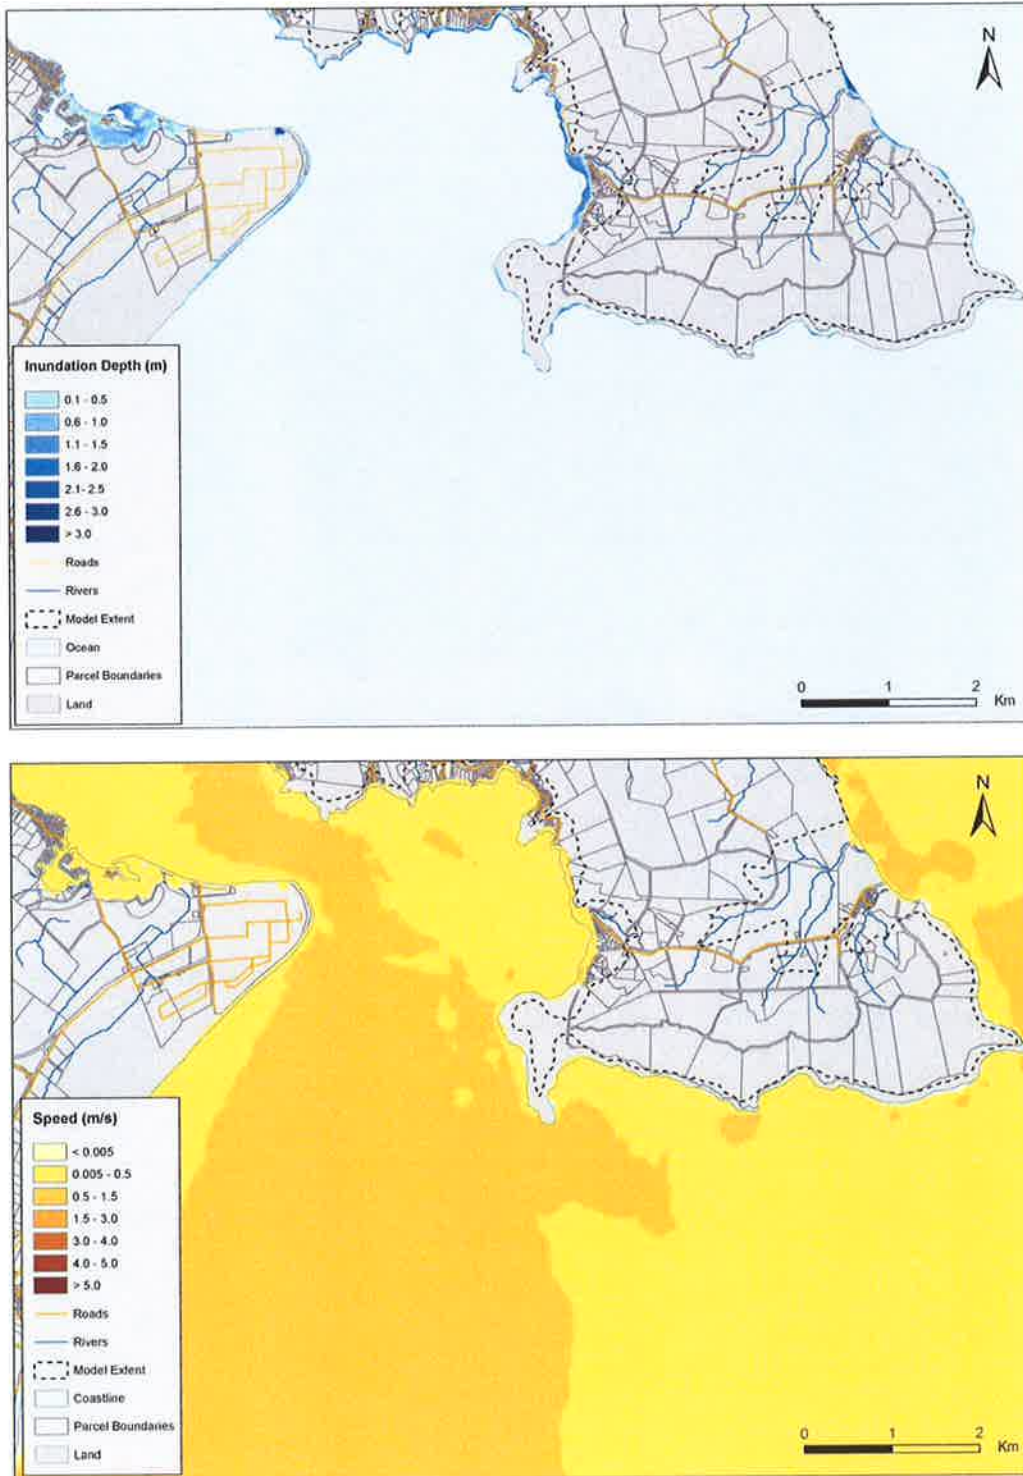 N
Inundation Depth (m)
0.1 - 0.5
0.6 - 1.0
1.1 - 1.5
1.6 - 2.0
2.1 - 2.5
2.6 - 3.0
> 3.0
Roads
Rivers
Model Extent
Ocean
Parcel Boundaries
Land
0 1 2
Km
N
Speed (m/s)
< 0.005
0.005 - 0.5
0.5 - 1.5
1.5 - 3.0
3.0 - 4.0
4.0 - 5.0
> 5.0
Roads
Rivers
Model Extent
Coastline
Parcel Boundaries
Land
0 1 2
Km